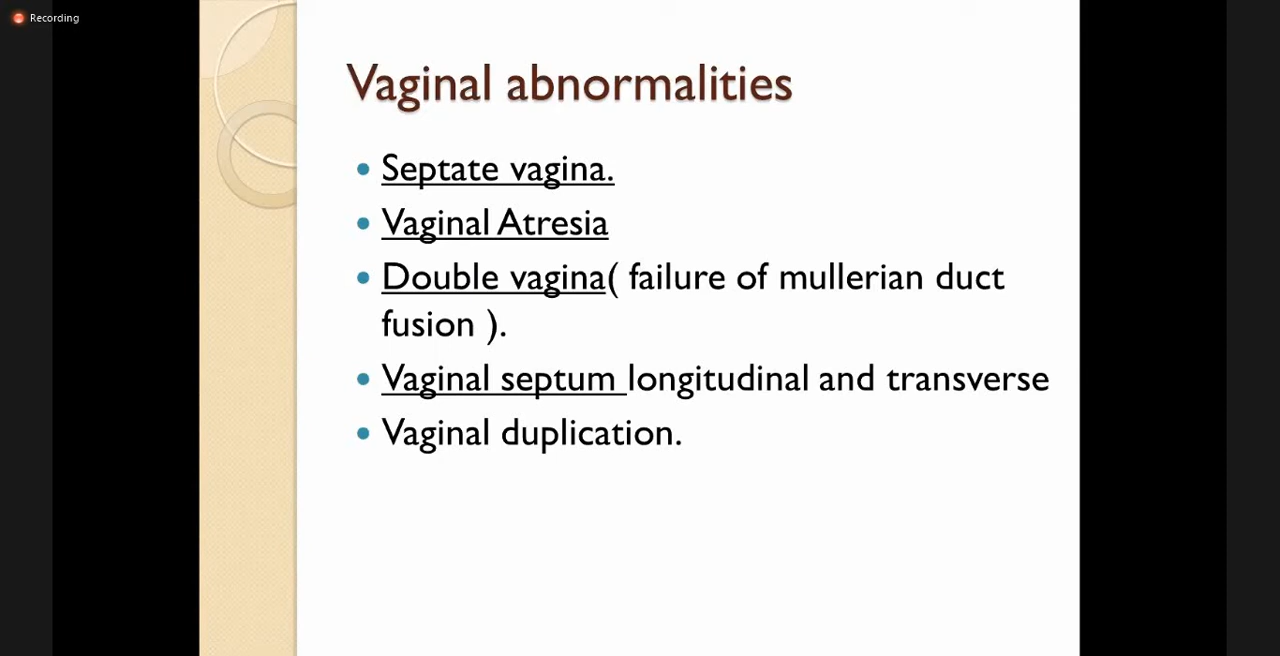 Recording
Vaginal abnormalities
Septate vagina.
Vaginal Atresia
Double vagina( failure of mullerian duct
fusion ).
Vaginal septum longitudinal and transverse
Vaginal duplication.